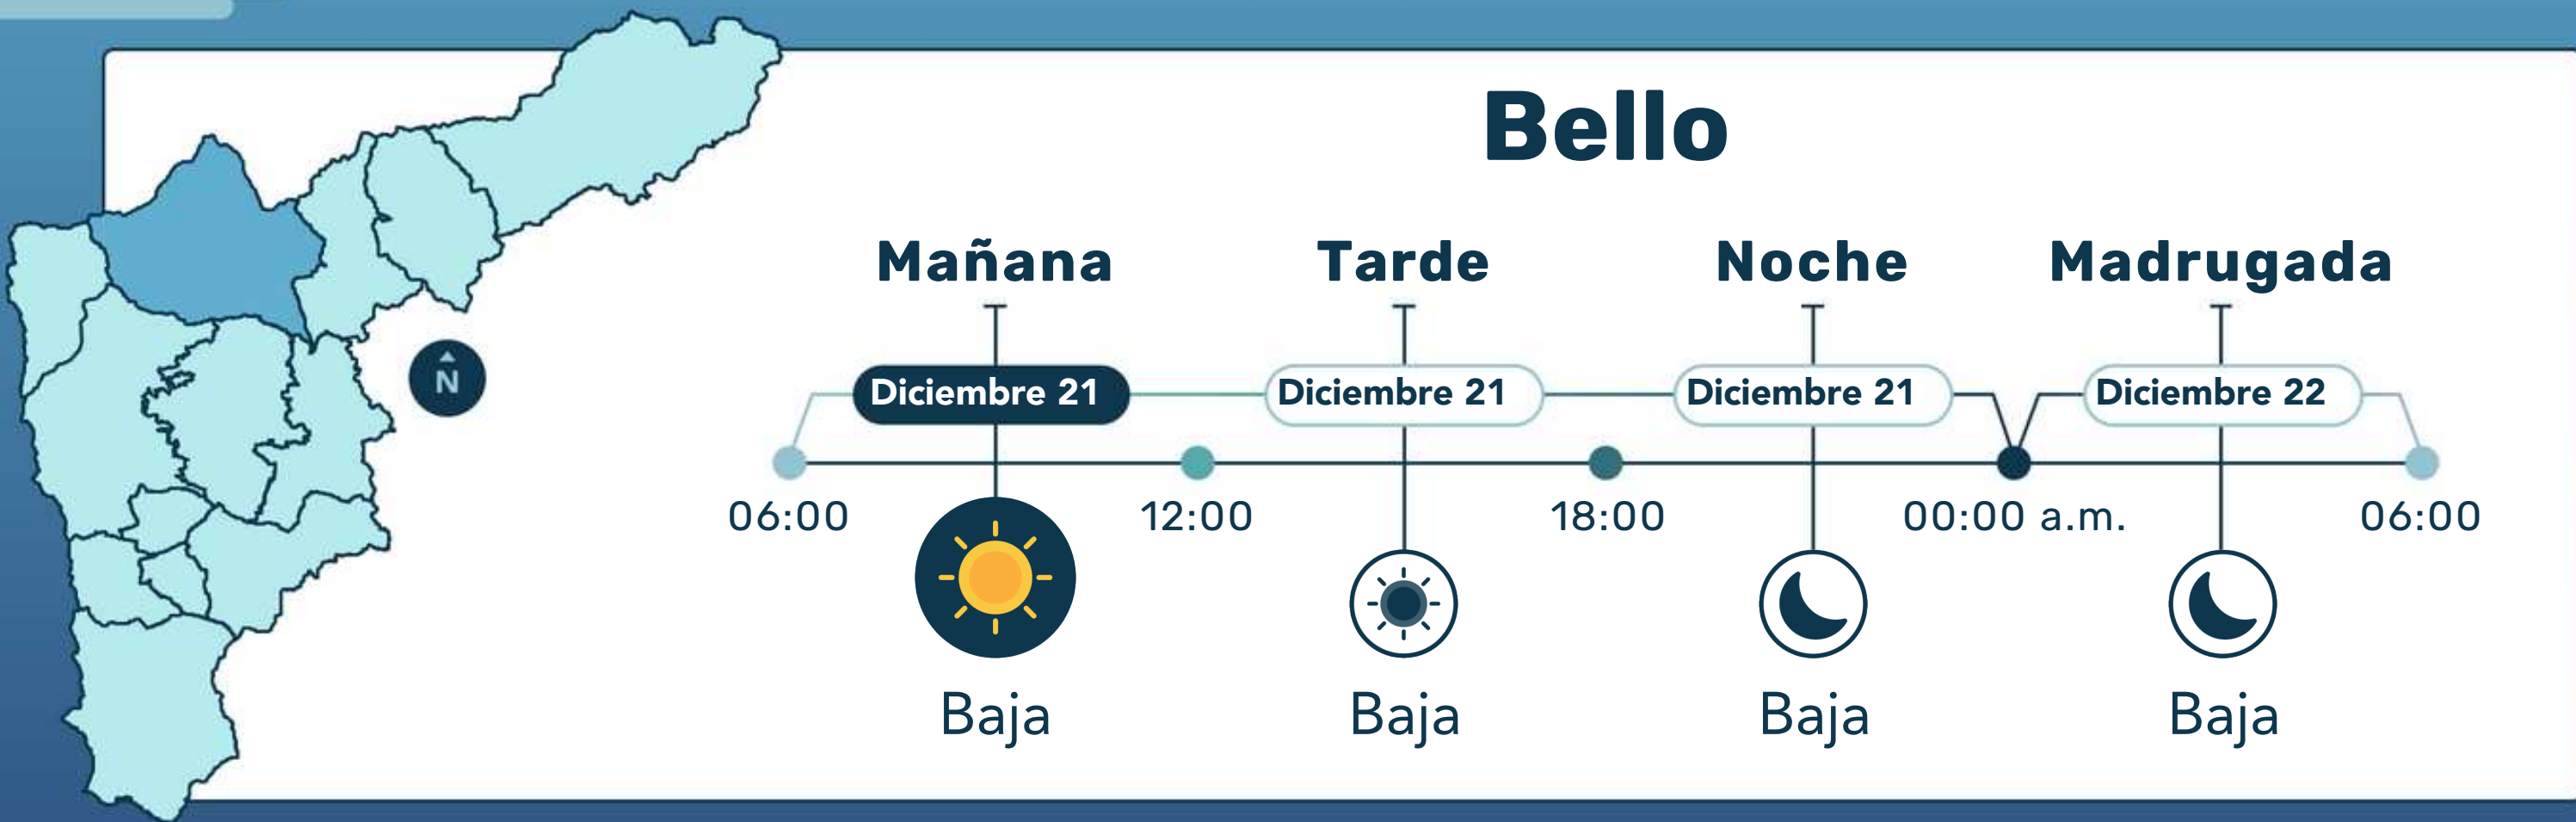 Bello
Mañana Tarde Noche Madrugada
Diciembre 21 Diciembre 21 Diciembre 21 Diciembre 22
N
06:00 12:00 18:00 00:00 a.m. 06:00
Baja Baja Baja Baja